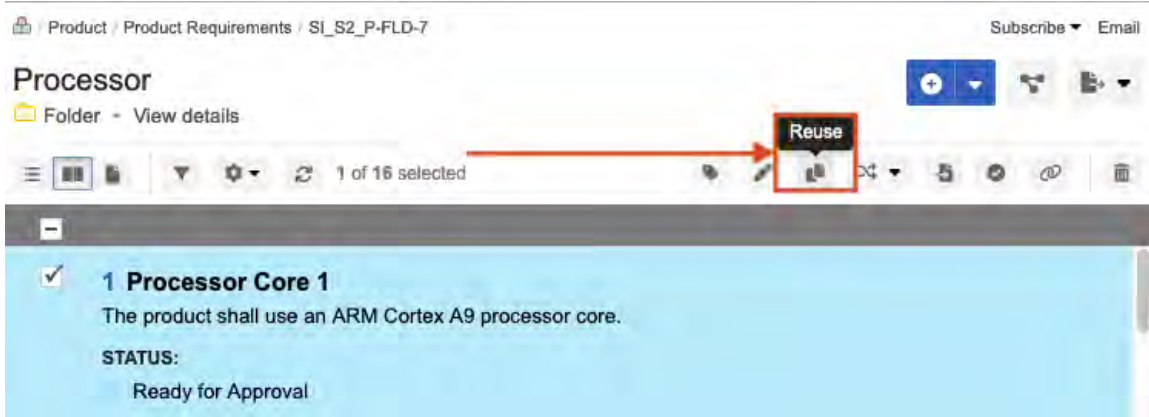 Product / Product Requirements / SI_S2_P-FLD-7
Subscribe Email
Processor
Folder - View details
Reuse
1 of 16 selected
1 Processor Core 1
The product shall use an ARM Cortex A9 processor core.
STATUS:
Ready for Approval